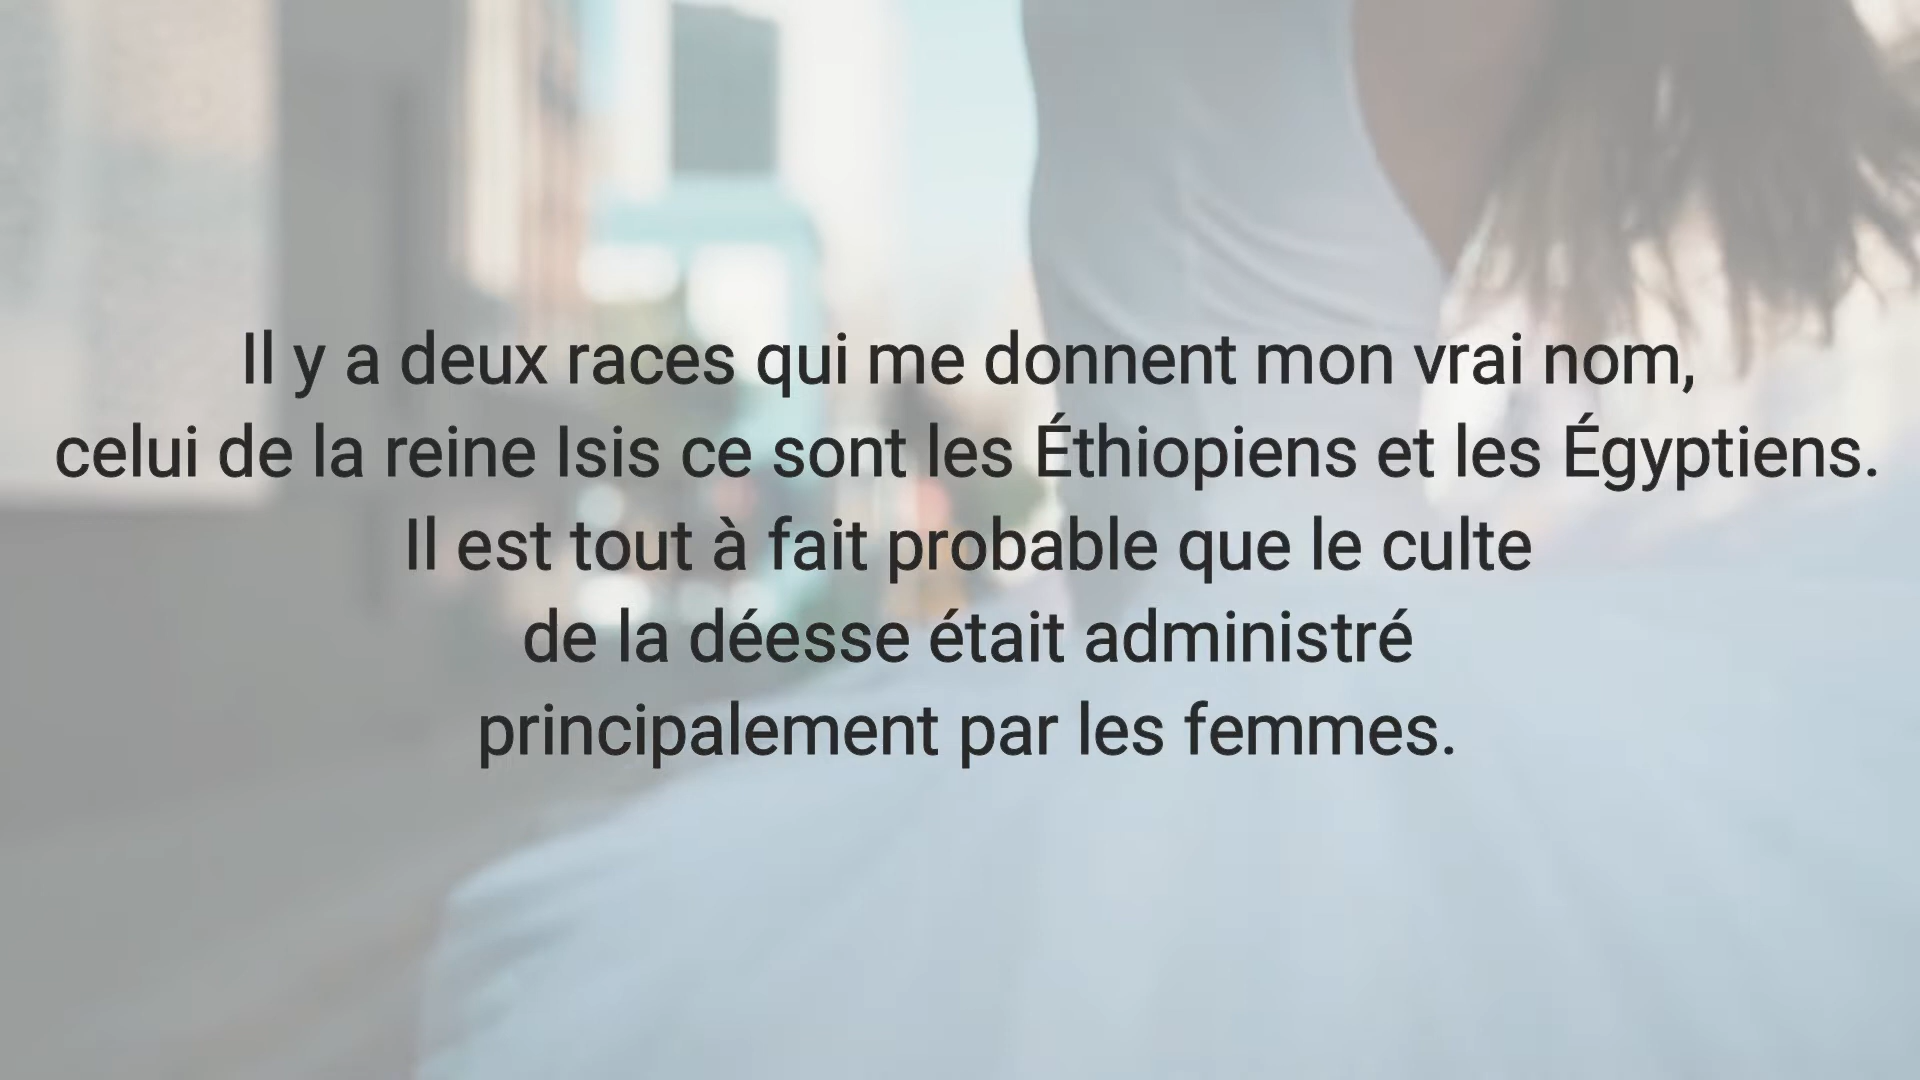 Il y a deux races qui me donnent mon vrai nom,
celui de la reine Isis ce sont les Éthiopiens et les Égyptiens.
Il est tout à fait probable que le culte
de la déesse était administré
principalement par les femmes.